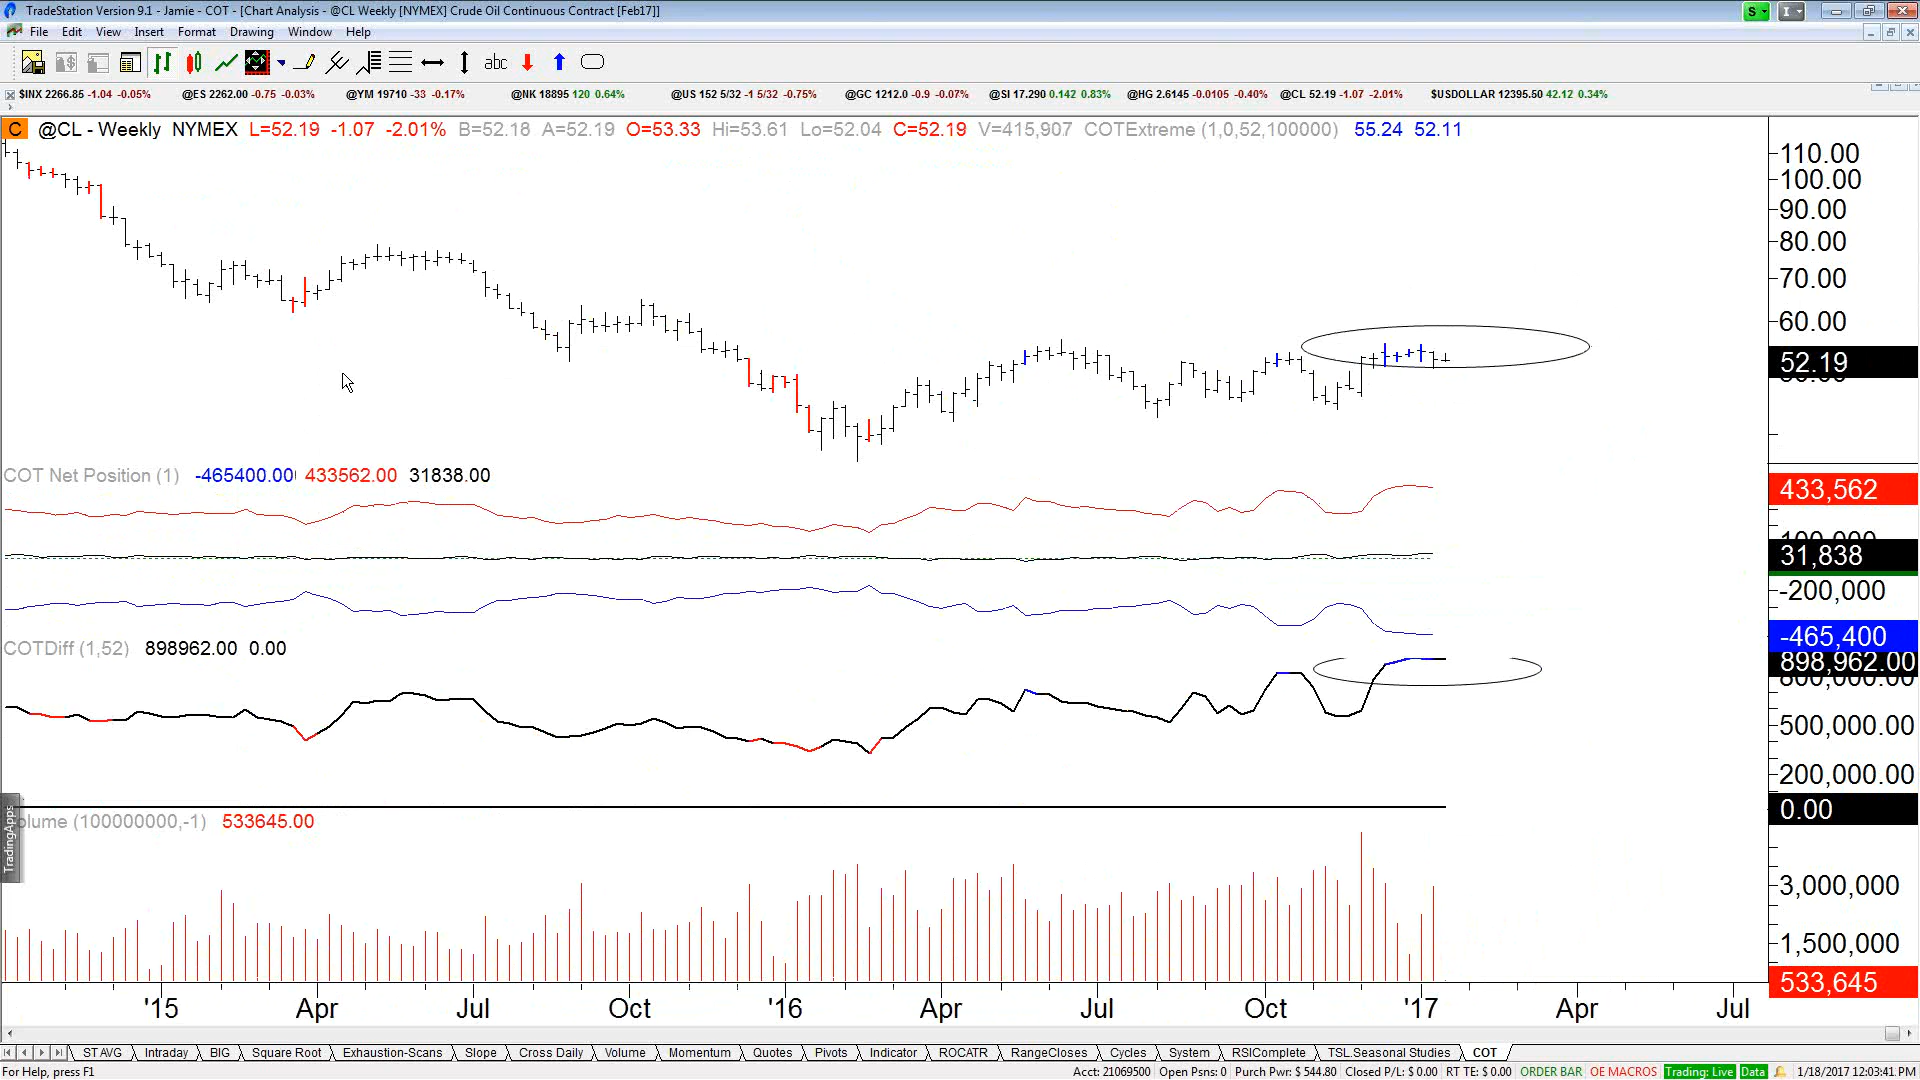 TradeStation Version 9.1 - Jamie - COT - [Chart Analysis - @CL Weekly [NYMEX] Crude Oil Continuous Contract [Feb17]]
S I
File Edit View Insert Format Drawing Window Help
abc
$INX 2266.85 -1.04 -0.05% @ES 2262.00 -0.75 -0.03% @YM 19710 -33 -0.17% @NK 18895 120 0.64% @US 152 5/32 -1 5/32 -0.75% @GC 1212.0 -0.9 -0.07% @SI 17.290 0.142 0.83% @HG 2.6145 -0.0105 -0.40% @CL 52.19 -1.07 -2.01% $USDOLLAR 12395.50 42.12 0.34%
C @CL - Weekly NYMEX L=52.19 -1.07 -2.01% B=52.18 A=52.19 O=53.33 Hi=53.61 Lo=52.04 C=52.19 V=415,907 COTExtreme (1,0,52,100000) 55.24 52.11
110.00
100.00
90.00
80.00
70.00
60.00
52.19
COT Net Position (1) -465400.00 433562.00 31838.00
433,562
31,838
-200,000
-465,400
COTDiff (1,52) 898962.00 0.00
898,962.00
500,000.00
200,000.00
0.00
olume (100000000,-1) 533645.00
TradingApps
3,000,000
1,500,000
533,645
'15 Apr Jul Oct '16 Apr Jul Oct '17 Apr Jul
ST AVG Intraday BIG Square Root Exhaustion-Scans Slope Cross Daily Volume Momentum Quotes Pivots Indicator ROCATR RangeCloses Cycles System RSIComplete TSL.Seasonal Studies COT
For Help, press F1 Acct: 21069500 Open Psns: 0 Purch Pwr: $ 544.80 Closed P/L: $ 0.00 RT TE: $ 0.00 ORDER BAR OE MACROS Trading: Live Data 1/18/2017 12:03:41 PM